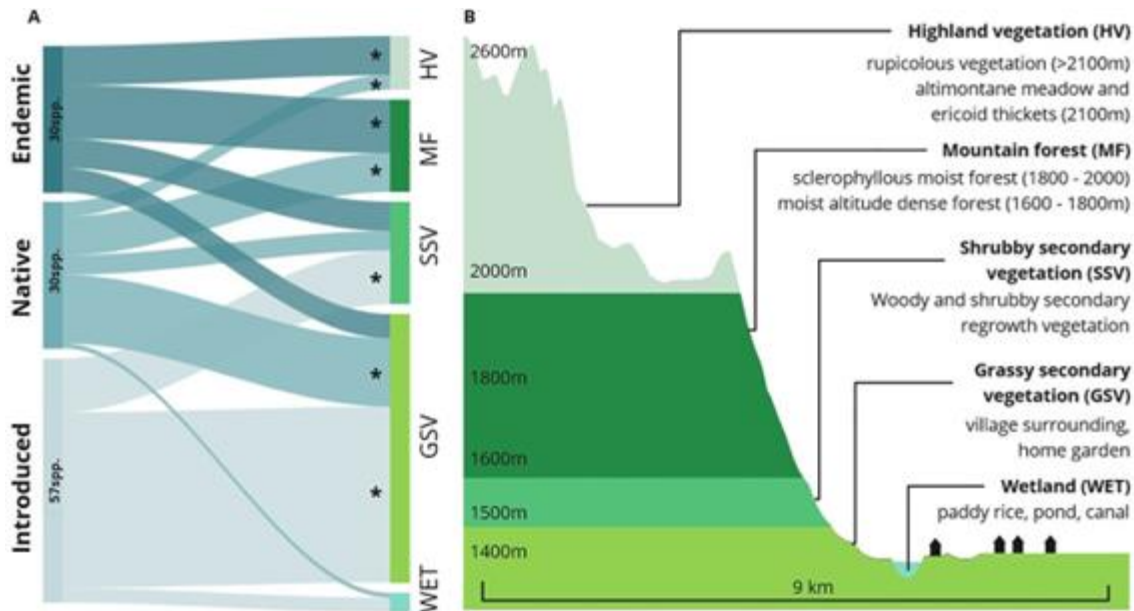 A
Endemic
30spp.
Native
30spp.
Introduced
57spp.
*
*
*
*
*
*
*
HV
MF
SSV
GSV
WET
B
2600m
2000m
1800m
1600m
1500m
1400m
9 km
Highland vegetation (HV)
rupicolous vegetation (>2100m)
altimontane meadow and
ericoid thickets (2100m)
Mountain forest (MF)
sclerophyllous moist forest (1800 - 2000)
moist altitude dense forest (1600 - 1800m)
Shrubby secondary
vegetation (SSV)
Woody and shrubby secondary
regrowth vegetation
Grassy secondary
vegetation (GSV)
village surrounding,
home garden
Wetland (WET)
paddy rice, pond, canal